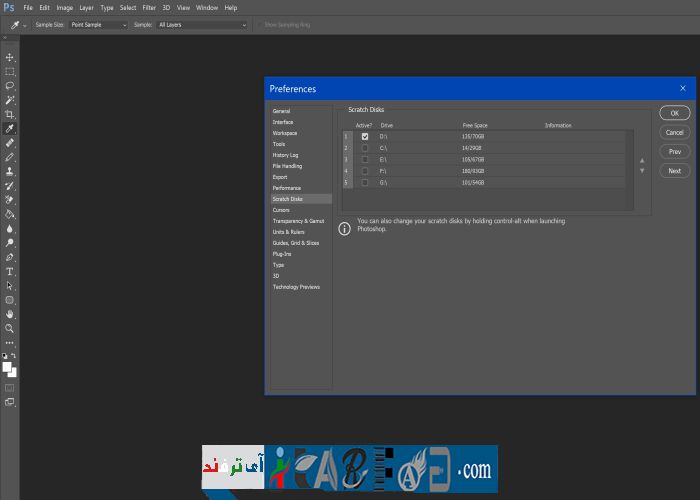 Ps File Edit Image Layer Type Select Filter 3D View Window Help
Sample Size: Point Sample Sample: All Layers Show Sampling Ring
Preferences
General
Interface
Workspace
Tools
History Log
File Handling
Export
Performance
Scratch Disks
Cursors
Transparency & Gamut
Units & Rulers
Guides, Grid & Slices
Plug-Ins
Type
3D
Technology Previews
Scratch Disks
Active? Drive Free Space Information
1 D:\ 135/70GB
2 C:\ 14/29GB
3 E:\ 105/67GB
4 F:\ 180/93GB
5 G:\ 101/54GB
You can also change your scratch disks by holding control-alt when launching
Photoshop.
OK
Cancel
Prev
Next
آی ترفند
.com